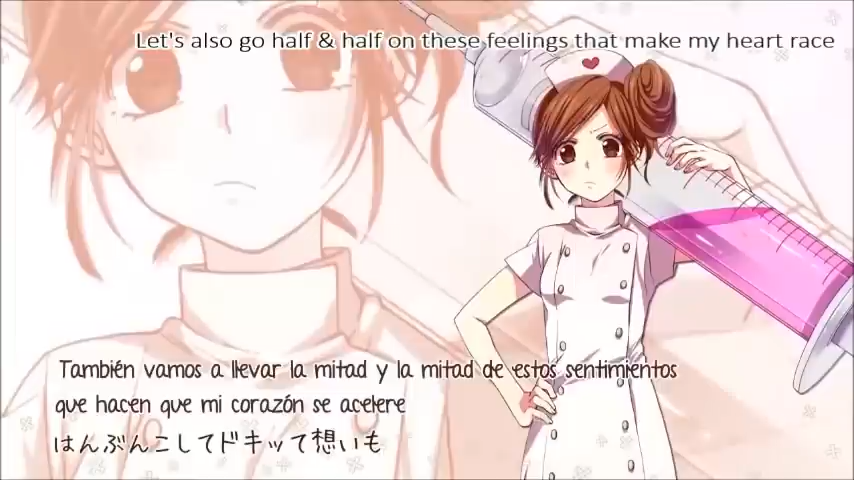 Let's also go half & half on these feelings that make my heart race
También vamos a llevar la mitad y la mitad de estos sentimientos
que hacen que mi corazón se acelere
はんぶんこしてドキッて想いも